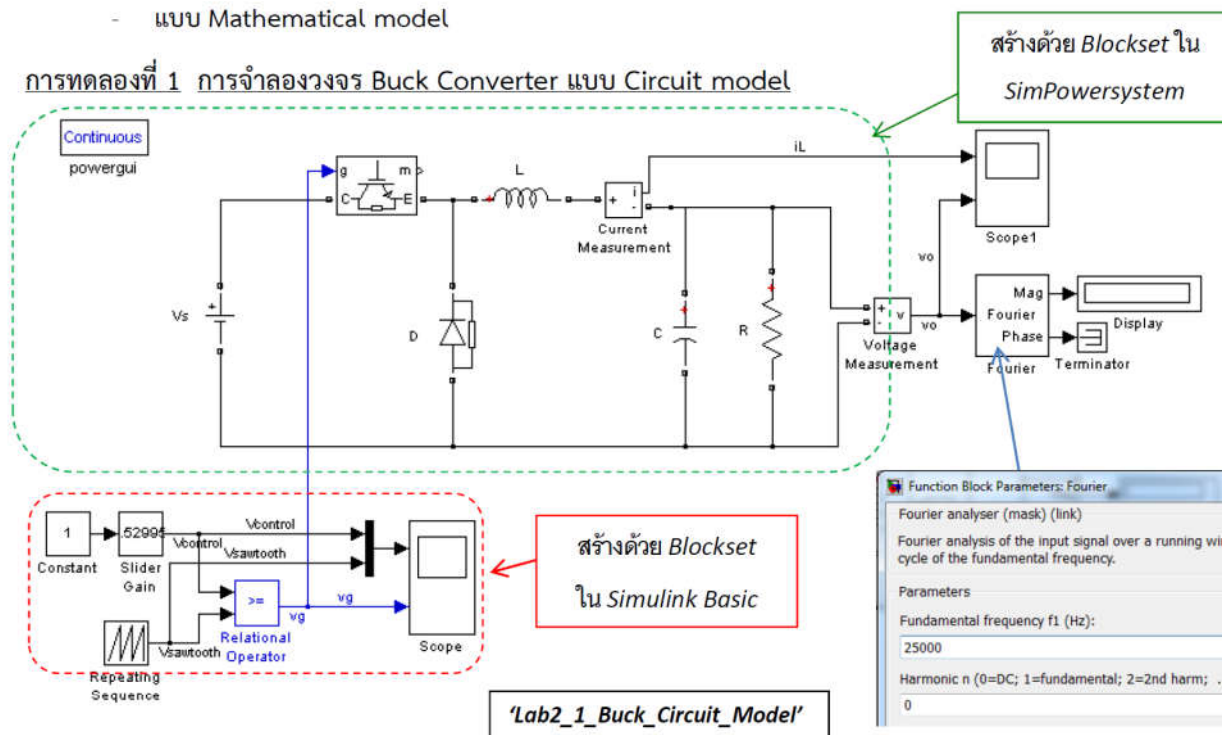 - แบบ Mathematical model
การทดลองที่ 1 การจำลองวงจร Buck Converter แบบ Circuit model
สร้างด้วย Blockset ใน
SimPowersystem
Continuous
powergui
g
m
C
E
L
iL
+
i
-
Current
Measurement
Scope1
vo
Vs
+
D
C
R
+
-
v
vo
Voltage
Measurement
Mag
Fourier
Phase
Fourier
Display
Terminator
1
Constant
.52995
Slider
Gain
Vcontrol
Vcontrol
Vsawtooth
>=
vg
vg
Relational
Operator
Vsawtooth
Repeating
Sequence
Scope
สร้างด้วย Blockset
ใน Simulink Basic
'Lab2_1_Buck_Circuit_Model'
Function Block Parameters: Fourier
Fourier analyser (mask) (link)
Fourier analysis of the input signal over a running
cycle of the fundamental frequency.
Parameters
Fundamental frequency f1 (Hz):
25000
Harmonic n (0=DC; 1=fundamental; 2=2nd harm; .
0